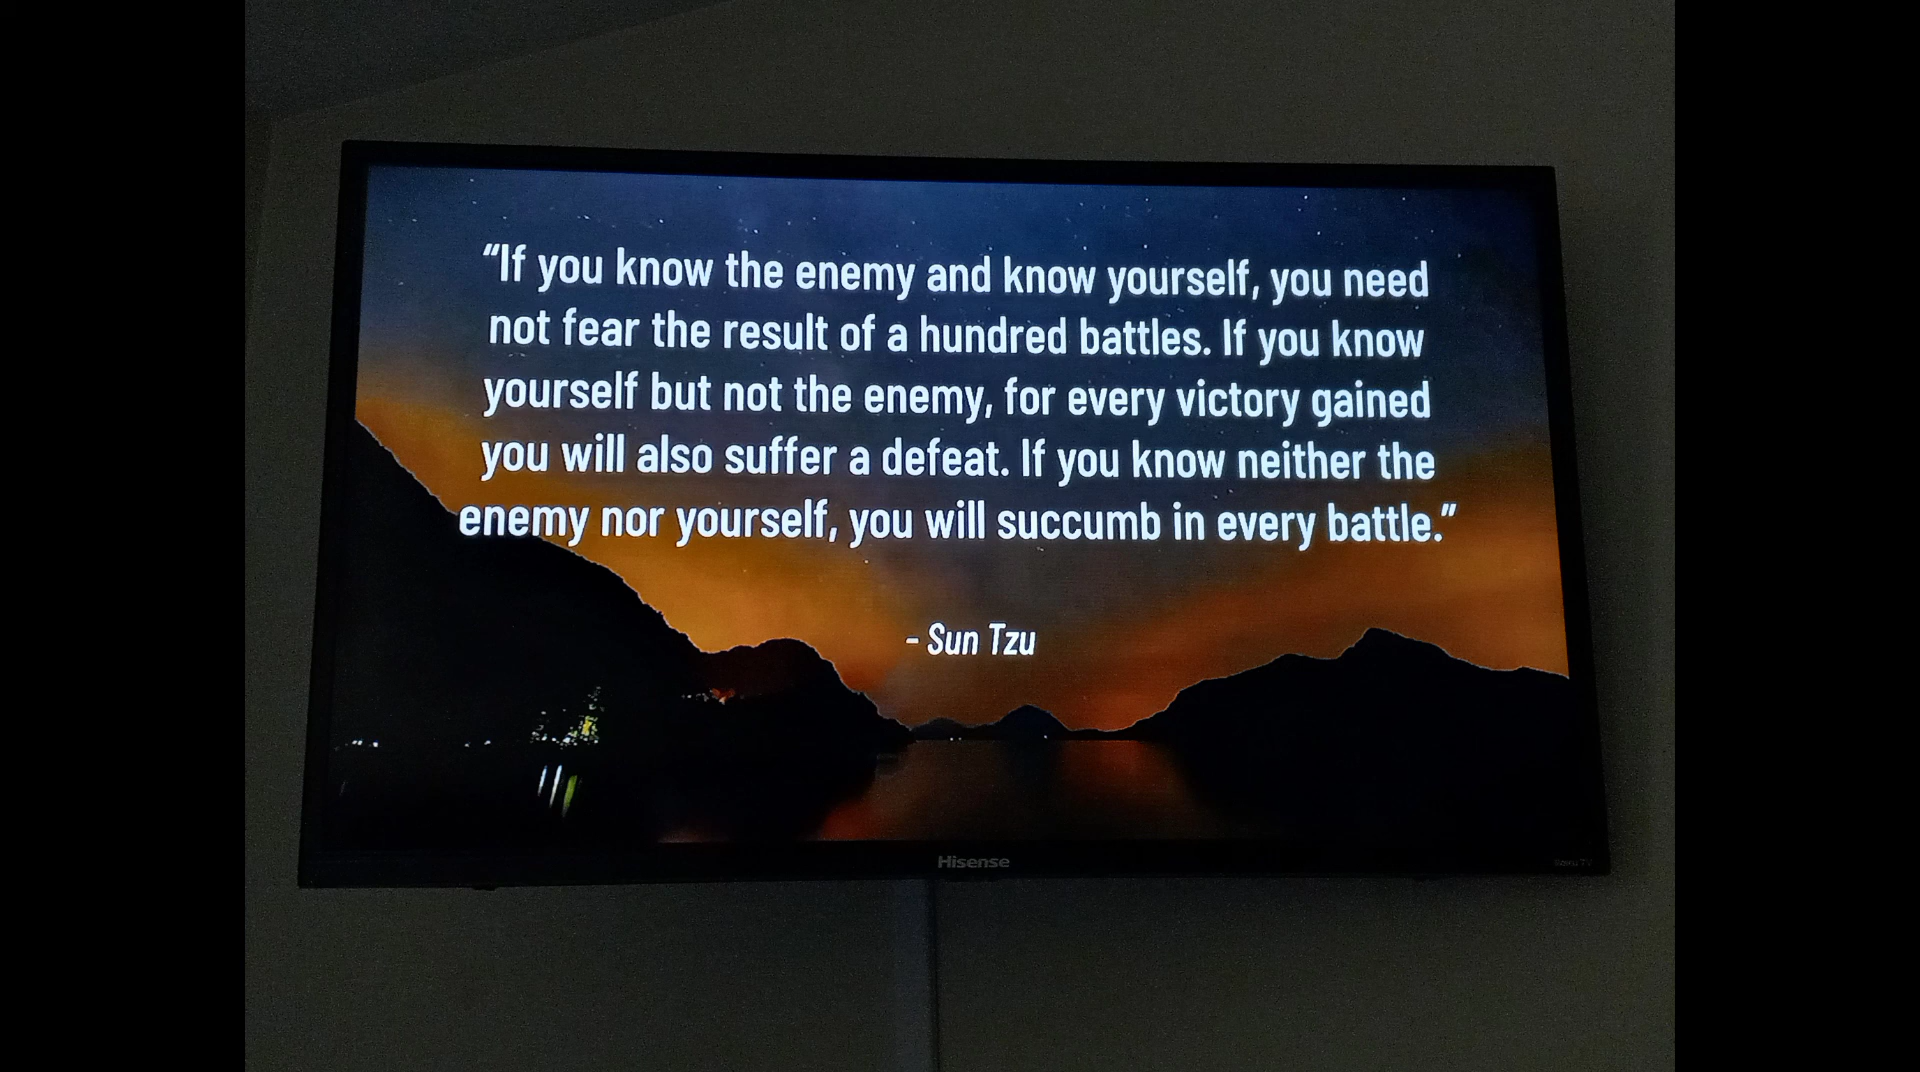 “If you know the enemy and know yourself, you need
not fear the result of a hundred battles. If you know
yourself but not the enemy, for every victory gained
you will also suffer a defeat. If you know neither the
enemy nor yourself, you will succumb in every battle.”
- Sun Tzu
Hisense
Roku TV